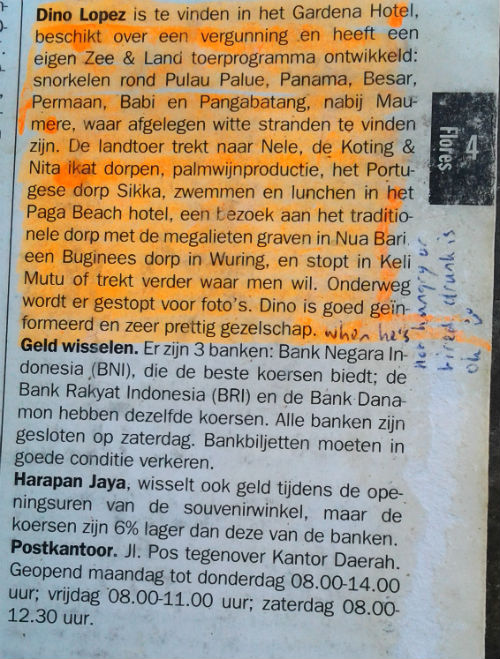 Dino Lopez is te vinden in het Gardena Hotel,
beschikt over een vergunning en heeft een
eigen Zee & Land toerprogramma ontwikkeld:
snorkelen rond Pulau Palue, Panama, Besar,
Permaan, Babi en Pangabatang, nabij Mau-
mere, waar afgelegen witte stranden te vinden
zijn. De landtoer trekt naar Nele, de Koting &
Nita ikat dorpen, palmwijnproductie, het Portu-
gese dorp Sikka, zwemmen en lunchen in het
Paga Beach hotel, een bezoek aan het traditio-
nele dorp met de megalieten graven in Nua Bari,
een Buginees dorp in Wuring, en stopt in Keli
Mutu of trekt verder waar men wil. Onderweg
wordt er gestopt voor foto's. Dino is goed geïn-
formeerd en zeer prettig gezelschap. when he's
not hungry or
tired, drunk is
ok
Geld wisselen. Er zijn 3 banken: Bank Negara In-
donesia (BNI), die de beste koersen biedt; de
Bank Rakyat Indonesia (BRI) en de Bank Dana-
mon hebben dezelfde koersen. Alle banken zijn
gesloten op zaterdag. Bankbiljetten moeten in
goede conditie verkeren.
Harapan Jaya, wisselt ook geld tijdens de ope-
ningsuren van de souvenirwinkel, maar de
koersen zijn 6% lager dan deze van de banken.
Postkantoor. Jl. Pos tegenover Kantor Daerah.
Geopend maandag tot donderdag 08.00-14.00
uur; vrijdag 08.00-11.00 uur; zaterdag 08.00-
12.30 uur.
4
Flores